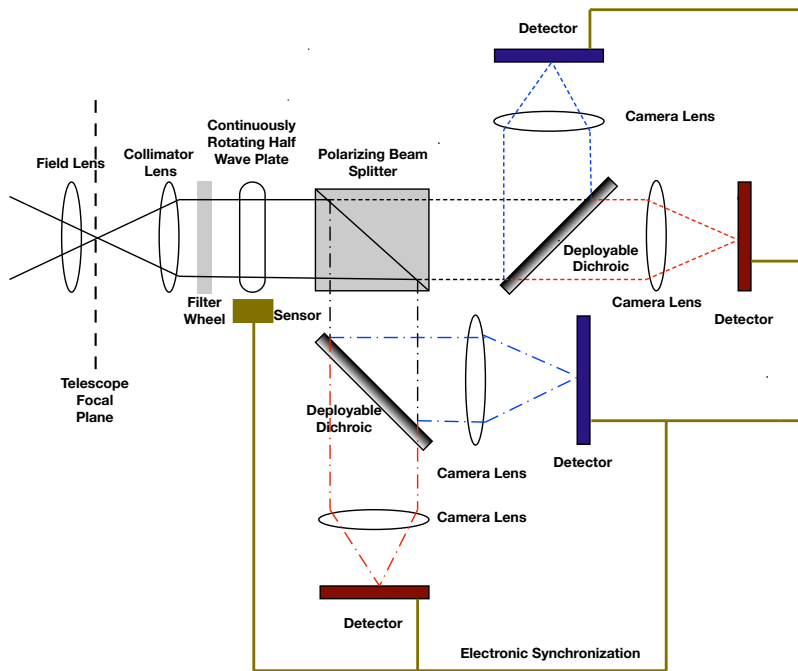 Detector
Camera Lens
Continuously
Rotating Half
Wave Plate
Polarizing Beam
Splitter
Collimator
Lens
Field Lens
Deployable
Dichroic
Camera Lens
Detector
Filter
Wheel
Sensor
Telescope
Focal
Plane
Deployable
Dichroic
Camera Lens
Detector
Camera Lens
Detector
Electronic Synchronization